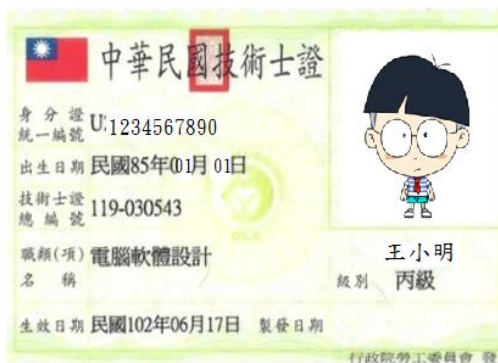 中華民國技術士證
身分證
統一編號 U:1234567890
出生日期 民國85年01月01日
技術士證
總編號 119-030543
職類(項)
名稱 電腦軟體設計
王小明
級別 丙級
生效日期 民國102年06月17日 製發日期
行政院勞工委員會 發